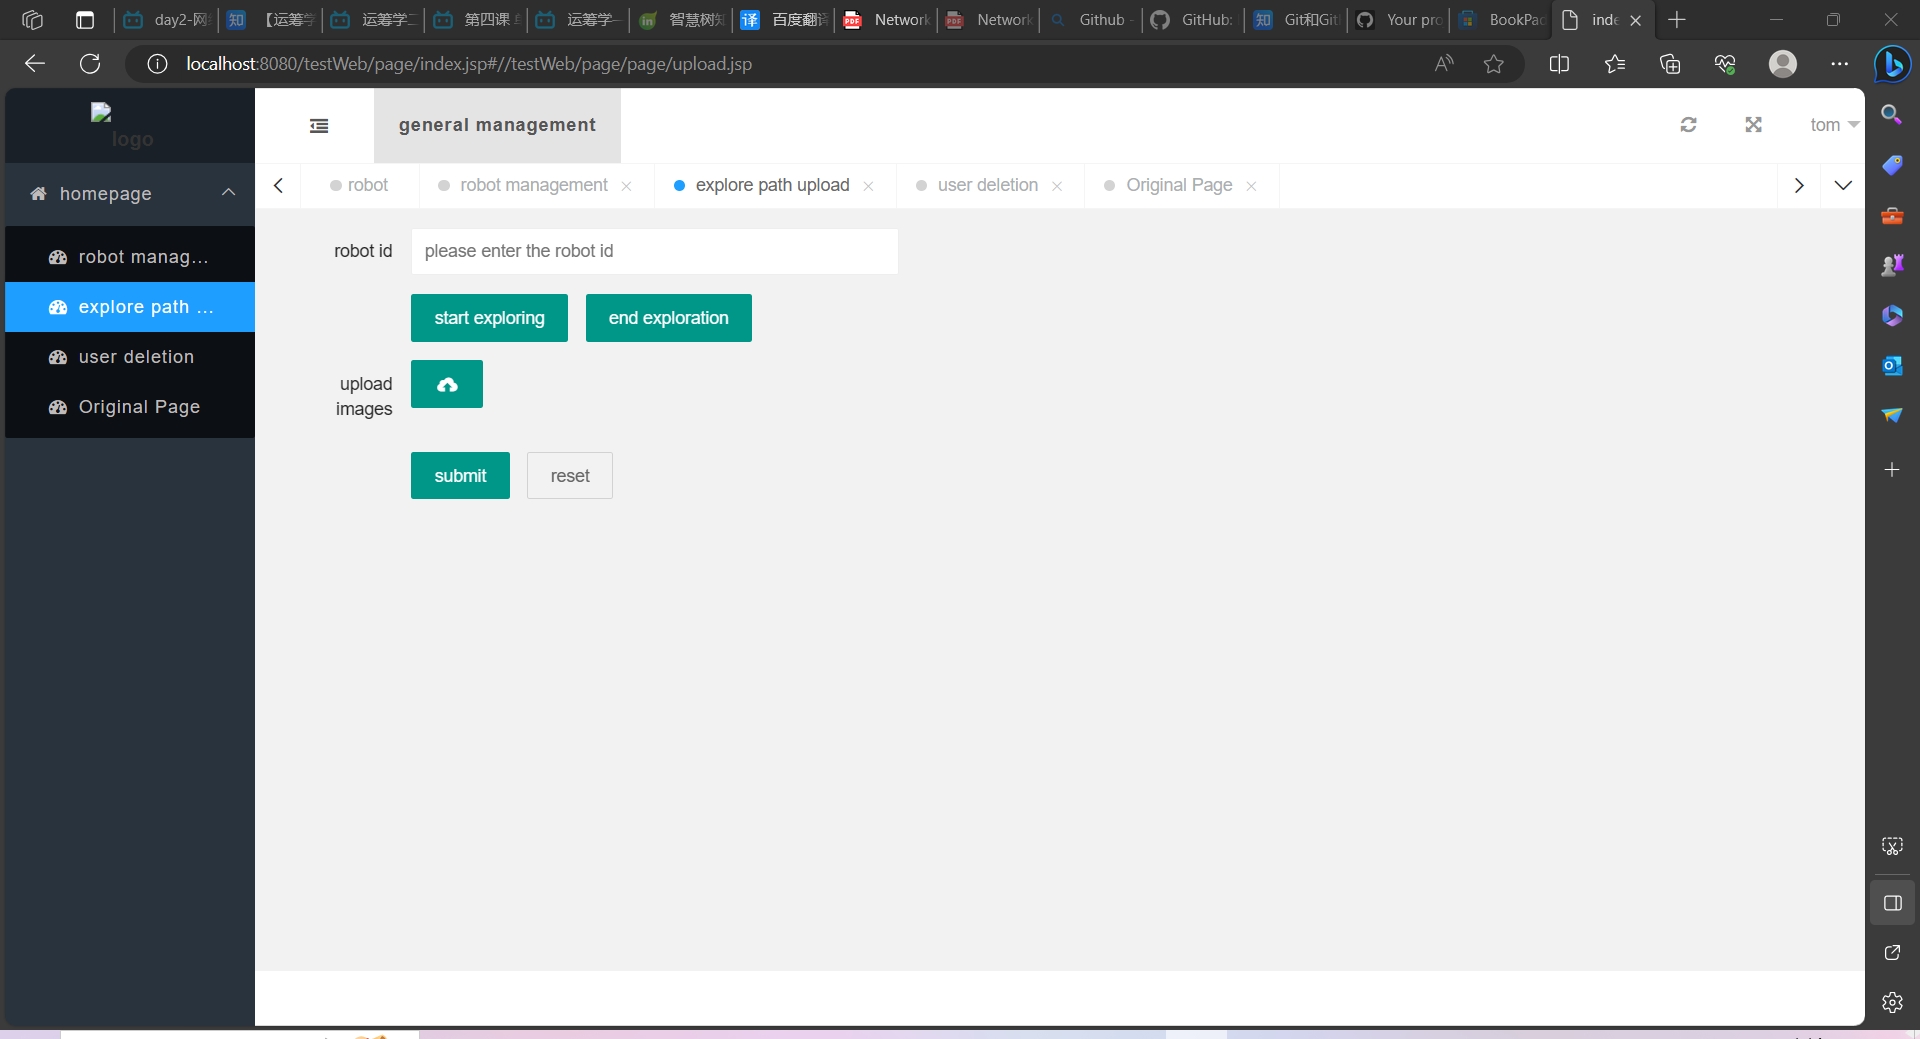 day2-网 【运筹学 运筹学二 第四课 运筹学一 智慧树知 百度翻译 Network Network Github - GitHub: Git和Git Your pro BookPad inde
localhost:8080/testWeb/page/index.jsp#//testWeb/page/page/upload.jsp
logo
general management
tom
homepage
robot robot management explore path upload user deletion Original Page
robot manag...
explore path ...
user deletion
Original Page
robot id please enter the robot id
start exploring end exploration
upload
images
submit reset